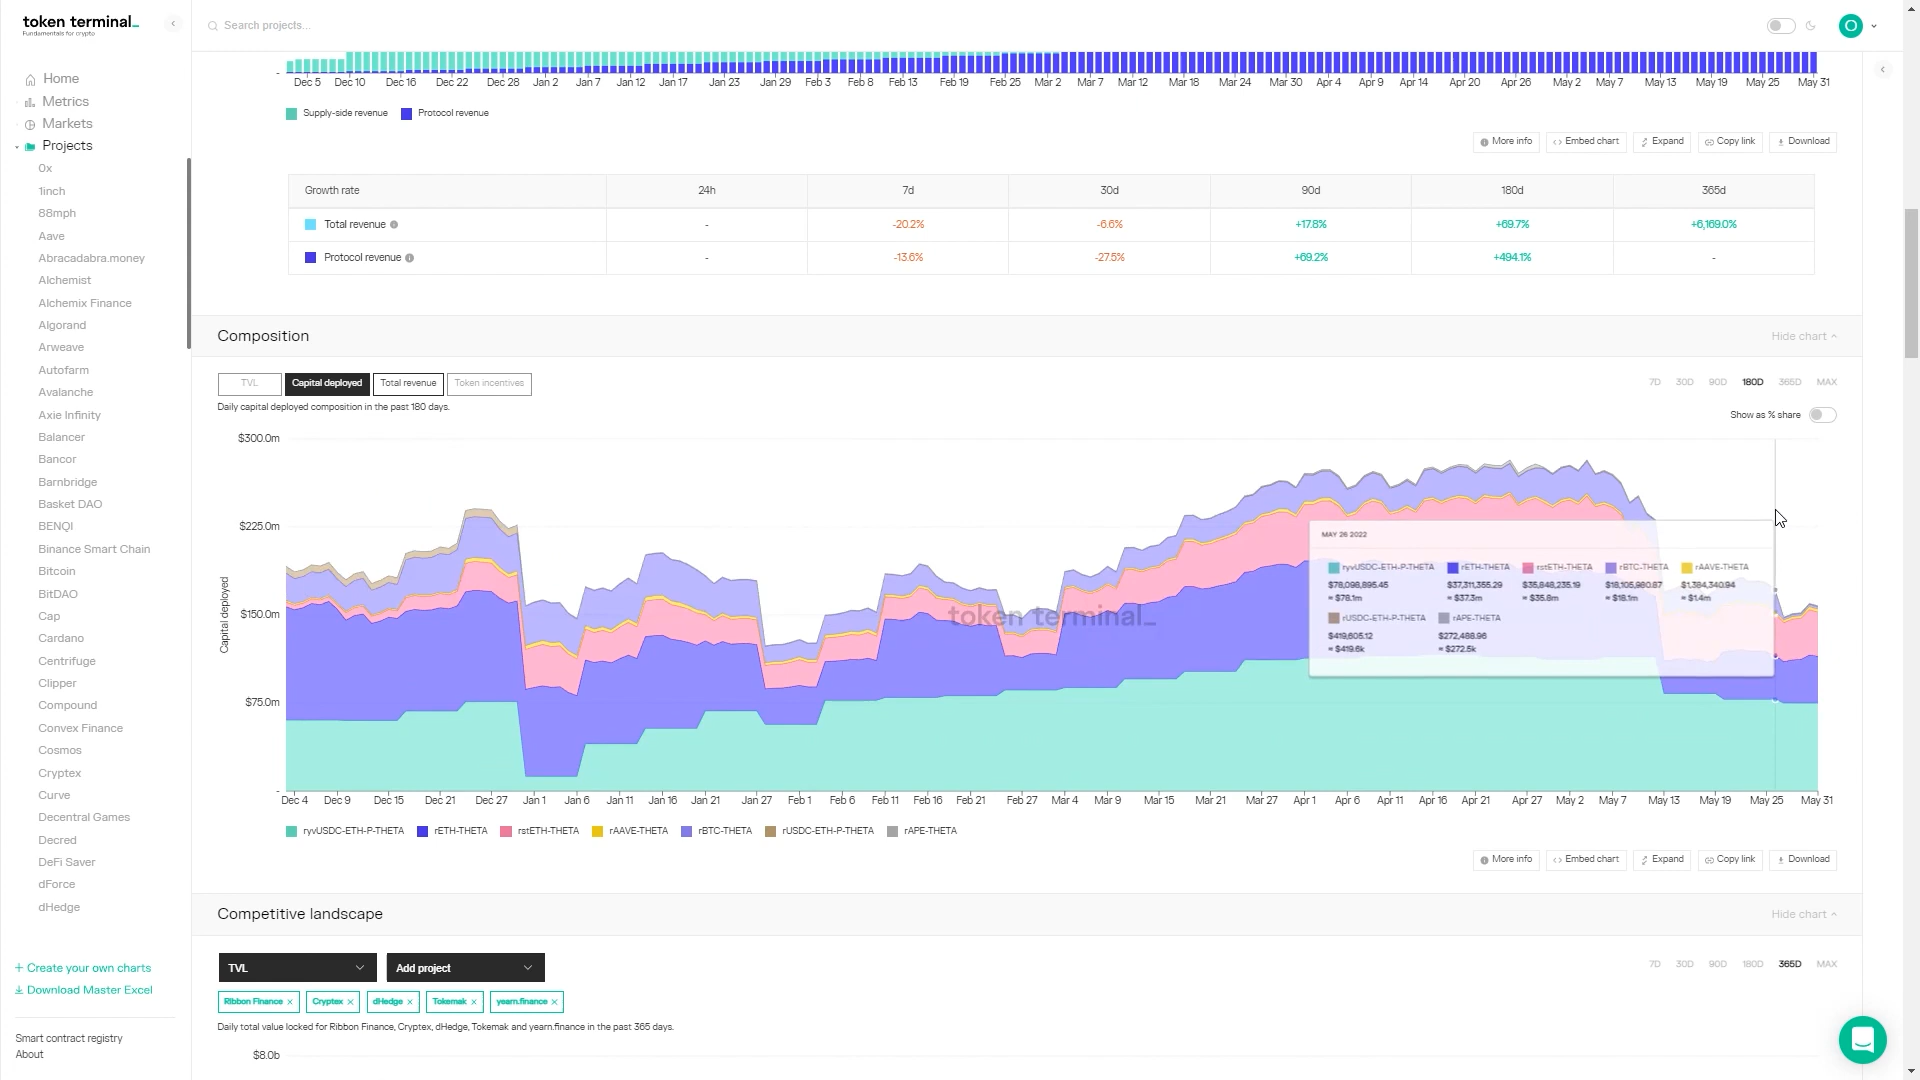 token terminal_
Fundamentals for crypto
Search projects...
Home
Metrics
Markets
Projects
0x
1inch
88mph
Aave
Abracadabra.money
Alchemist
Alchemix Finance
Algorand
Arweave
Autofarm
Avalanche
Axie Infinity
Balancer
Bancor
Barnbridge
Basket DAO
BENQI
Binance Smart Chain
Bitcoin
BitDAO
Cap
Cardano
Centrifuge
Clipper
Compound
Convex Finance
Cosmos
Cryptex
Curve
Decentral Games
Decred
DeFi Saver
dForce
dHedge
+ Create your own charts
Download Master Excel
Smart contract registry
About
-
Dec 5 Dec 10 Dec 16 Dec 22 Dec 28 Jan 2 Jan 7 Jan 12 Jan 17 Jan 23 Jan 29 Feb 3 Feb 8 Feb 13 Feb 19 Feb 25 Mar 2 Mar 7 Mar 12 Mar 18 Mar 24 Mar 30 Apr 4 Apr 9 Apr 14 Apr 20 Apr 26 May 2 May 7 May 13 May 19 May 25 May 31
Supply-side revenue Protocol revenue
More info Embed chart Expand Copy link Download
Growth rate 24h 7d 30d 90d 180d 365d
Total revenue - -20.2% -6.6% +17.8% +69.7% +6,169.0%
Protocol revenue - -13.6% -27.5% +69.2% +494.1% -
Composition Hide chart
TVL Capital deployed Total revenue Token incentives
7D 30D 90D 180D 365D MAX
Daily capital deployed composition in the past 180 days.
Show as % share
$300.0m
$225.0m
$150.0m
$75.0m
-
Capital deployed
token terminal_
MAY 26 2022
ryvUSDC-ETH-P-THETA rETH-THETA rstETH-THETA rBTC-THETA rAAVE-THETA
$78,098,895.45 $37,311,355.29 $35,848,235.19 $18,105,980.87 $1,384,340.94
≈ $78.1m ≈ $37.3m ≈ $35.8m ≈ $18.1m ≈ $1.4m
rUSDC-ETH-P-THETA rAPE-THETA
$419,605.12 $272,488.96
≈ $419.6k ≈ $272.5k
Dec 4 Dec 9 Dec 15 Dec 21 Dec 27 Jan 1 Jan 6 Jan 11 Jan 16 Jan 21 Jan 27 Feb 1 Feb 6 Feb 11 Feb 16 Feb 21 Feb 27 Mar 4 Mar 9 Mar 15 Mar 21 Mar 27 Apr 1 Apr 6 Apr 11 Apr 16 Apr 21 Apr 27 May 2 May 7 May 13 May 19 May 25 May 31
ryvUSDC-ETH-P-THETA rETH-THETA rstETH-THETA rAAVE-THETA rBTC-THETA rUSDC-ETH-P-THETA rAPE-THETA
More info Embed chart Expand Copy link Download
Competitive landscape Hide chart
TVL Add project
7D 30D 90D 180D 365D MAX
Ribbon Finance × Cryptex × dHedge × Tokemak × yearn.finance ×
Daily total value locked for Ribbon Finance, Cryptex, dHedge, Tokemak and yearn.finance in the past 365 days.
$8.0b